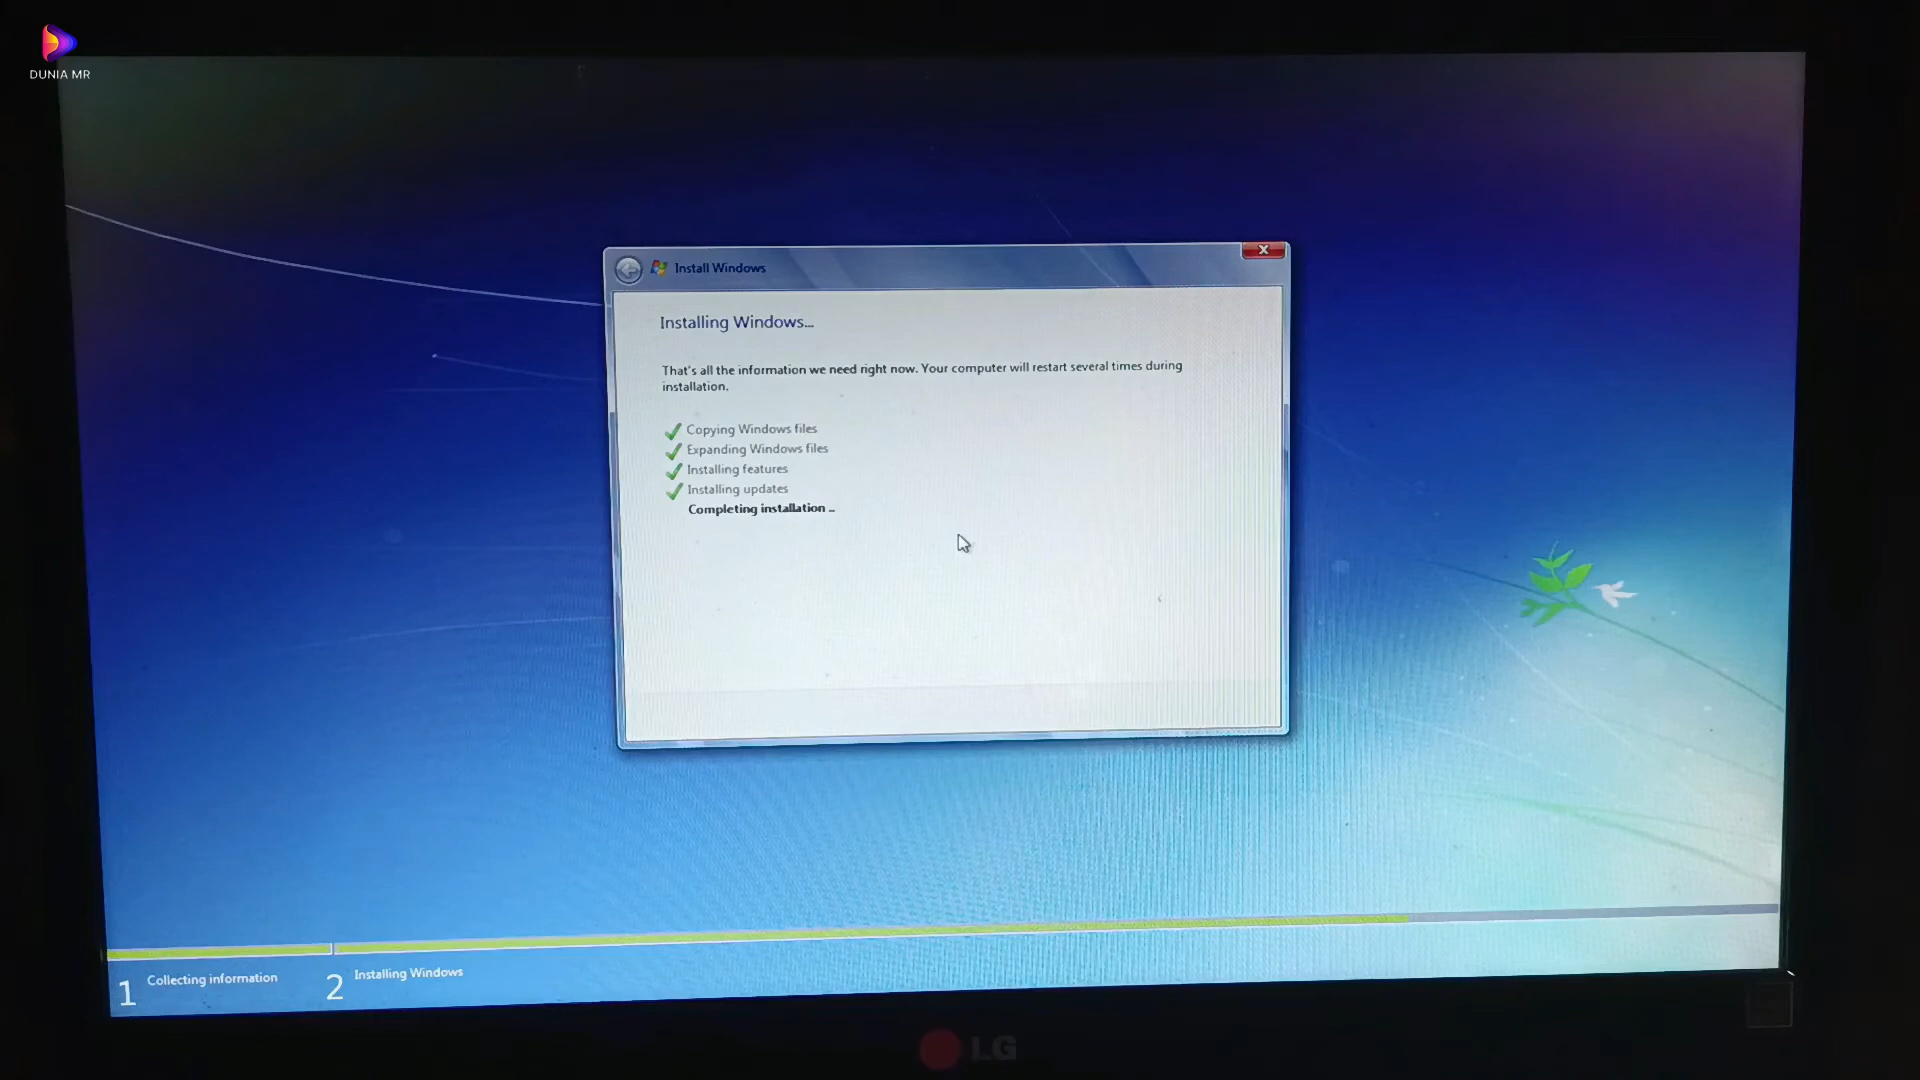 DUNIA MR
Install Windows
Installing Windows...
That's all the information we need right now. Your computer will restart several times during
installation.
Copying Windows files
Expanding Windows files
Installing features
Installing updates
Completing installation ...
1 Collecting information
2 Installing Windows
LG